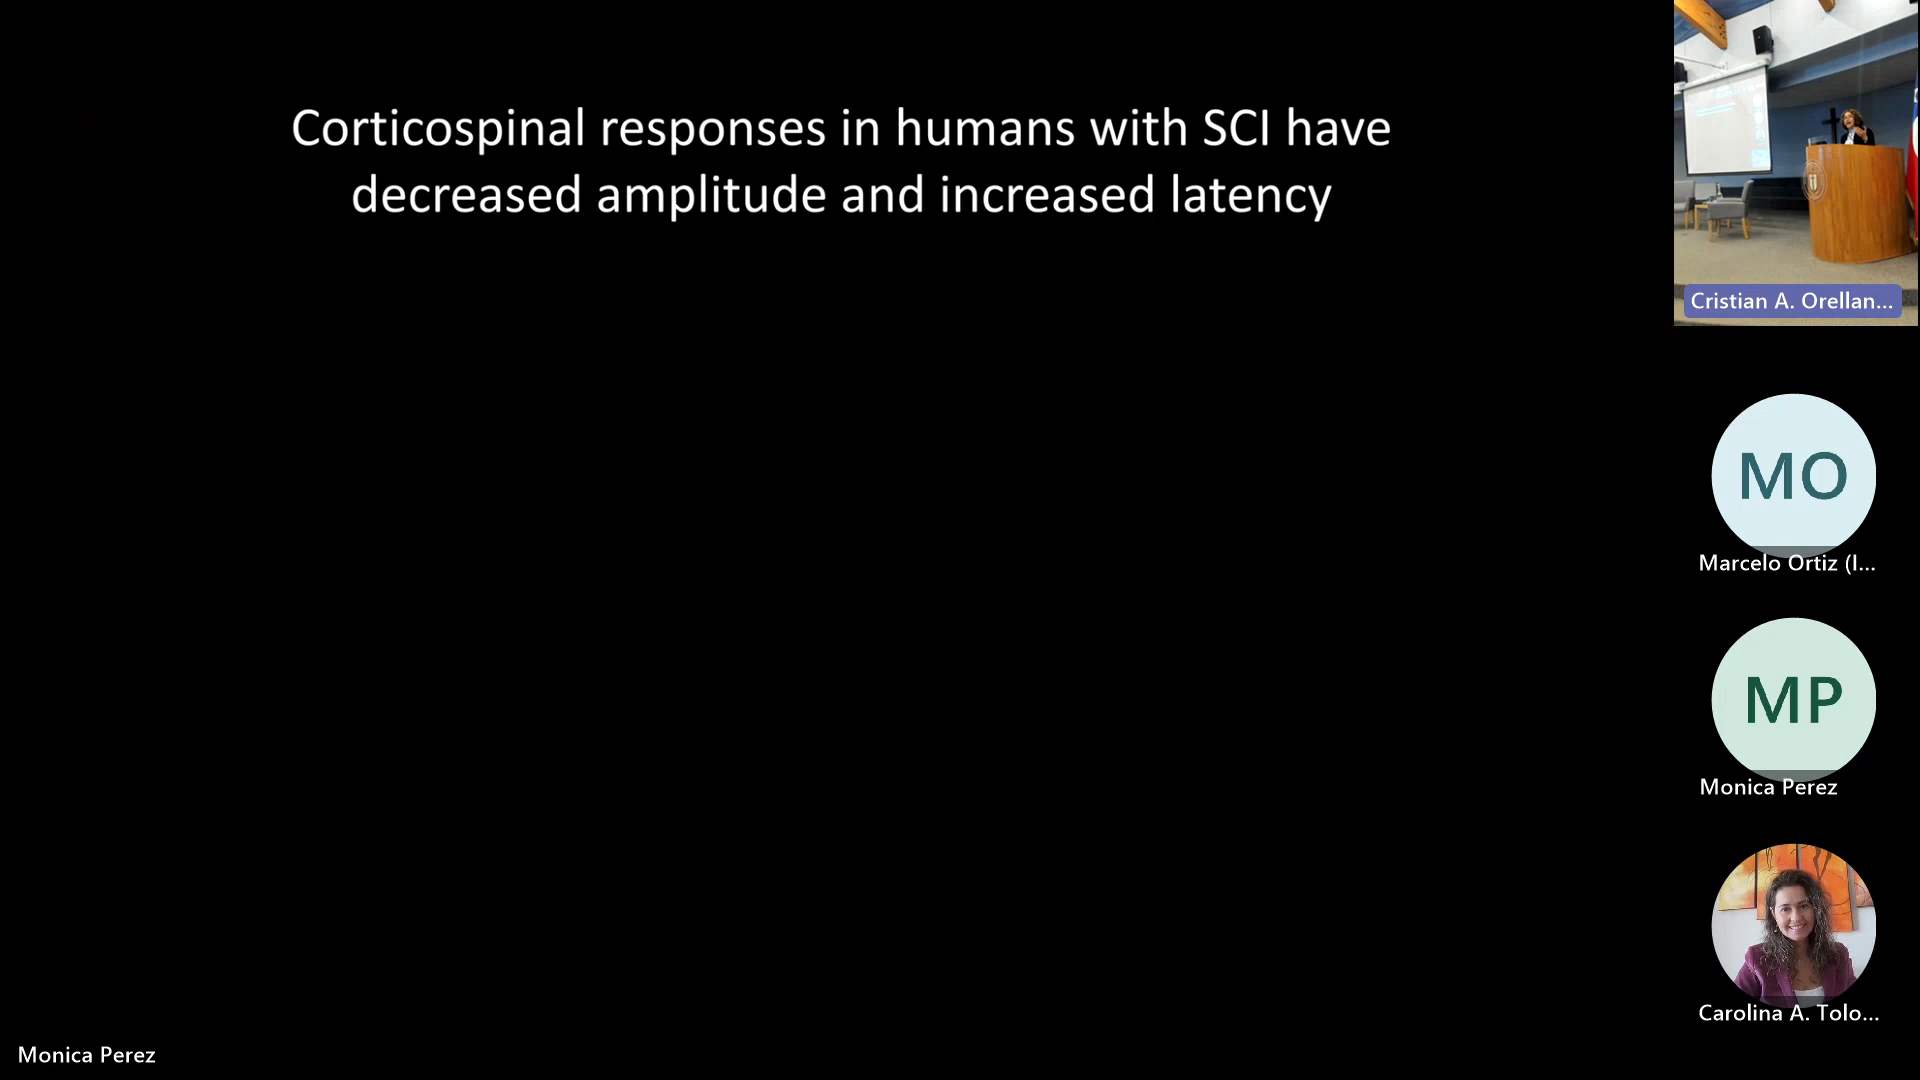 Corticospinal responses in humans with SCI have
decreased amplitude and increased latency
Cristian A. Orellan...
MO
Marcelo Ortiz (I...
MP
Monica Perez
Carolina A. Tolo...
Monica Perez